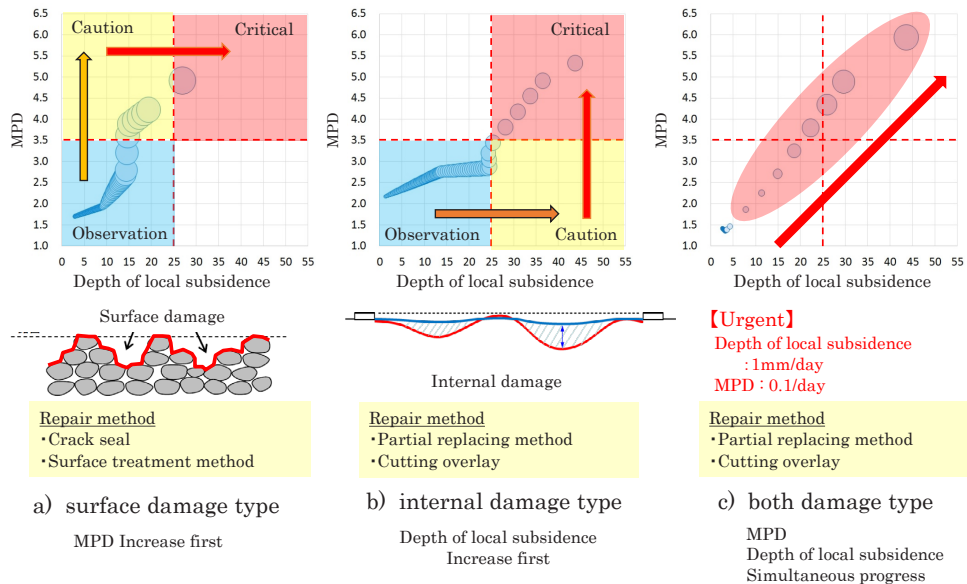 6.5
6.0
5.5
5.0
4.5
4.0
3.5
3.0
2.5
2.0
1.5
1.0
MPD
Caution
Critical
Observation
0 5 10 15 20 25 30 35 40 45 50 55
Depth of local subsidence
6.5
6.0
5.5
5.0
4.5
4.0
3.5
3.0
2.5
2.0
1.5
1.0
MPD
Critical
Observation
Caution
0 5 10 15 20 25 30 35 40 45 50 55
Depth of local subsidence
6.5
6.0
5.5
5.0
4.5
4.0
3.5
3.0
2.5
2.0
1.5
1.0
MPD
0 5 10 15 20 25 30 35 40 45 50 55
Depth of local subsidence
Surface damage
Repair method
・Crack seal
・Surface treatment method
a) surface damage type
MPD Increase first
Internal damage
Repair method
・Partial replacing method
・Cutting overlay
b) internal damage type
Depth of local subsidence
Increase first
【Urgent】
Depth of local subsidence
: 1mm/day
MPD : 0.1/day
Repair method
・Partial replacing method
・Cutting overlay
c) both damage type
MPD
Depth of local subsidence
Simultaneous progress